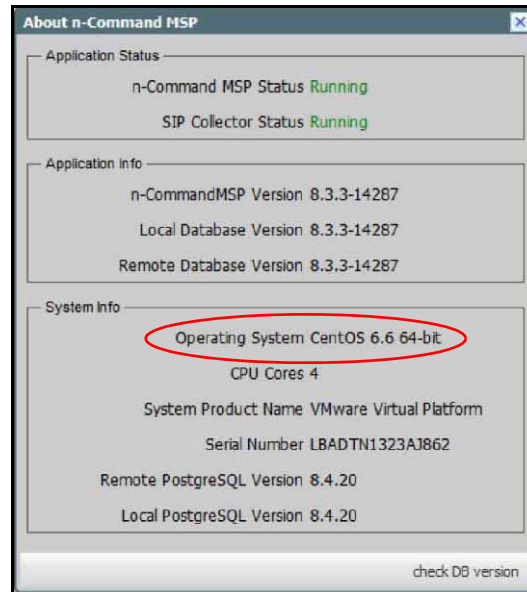 About n-Command MSP
Application Status
n-Command MSP Status Running
SIP Collector Status Running
Application Info
n-CommandMSP Version 8.3.3-14287
Local Database Version 8.3.3-14287
Remote Database Version 8.3.3-14287
System Info
Operating System CentOS 6.6 64-bit
CPU Cores 4
System Product Name VMware Virtual Platform
Serial Number LBADTN1323AJ862
Remote PostgreSQL Version 8.4.20
Local PostgreSQL Version 8.4.20
check DB version